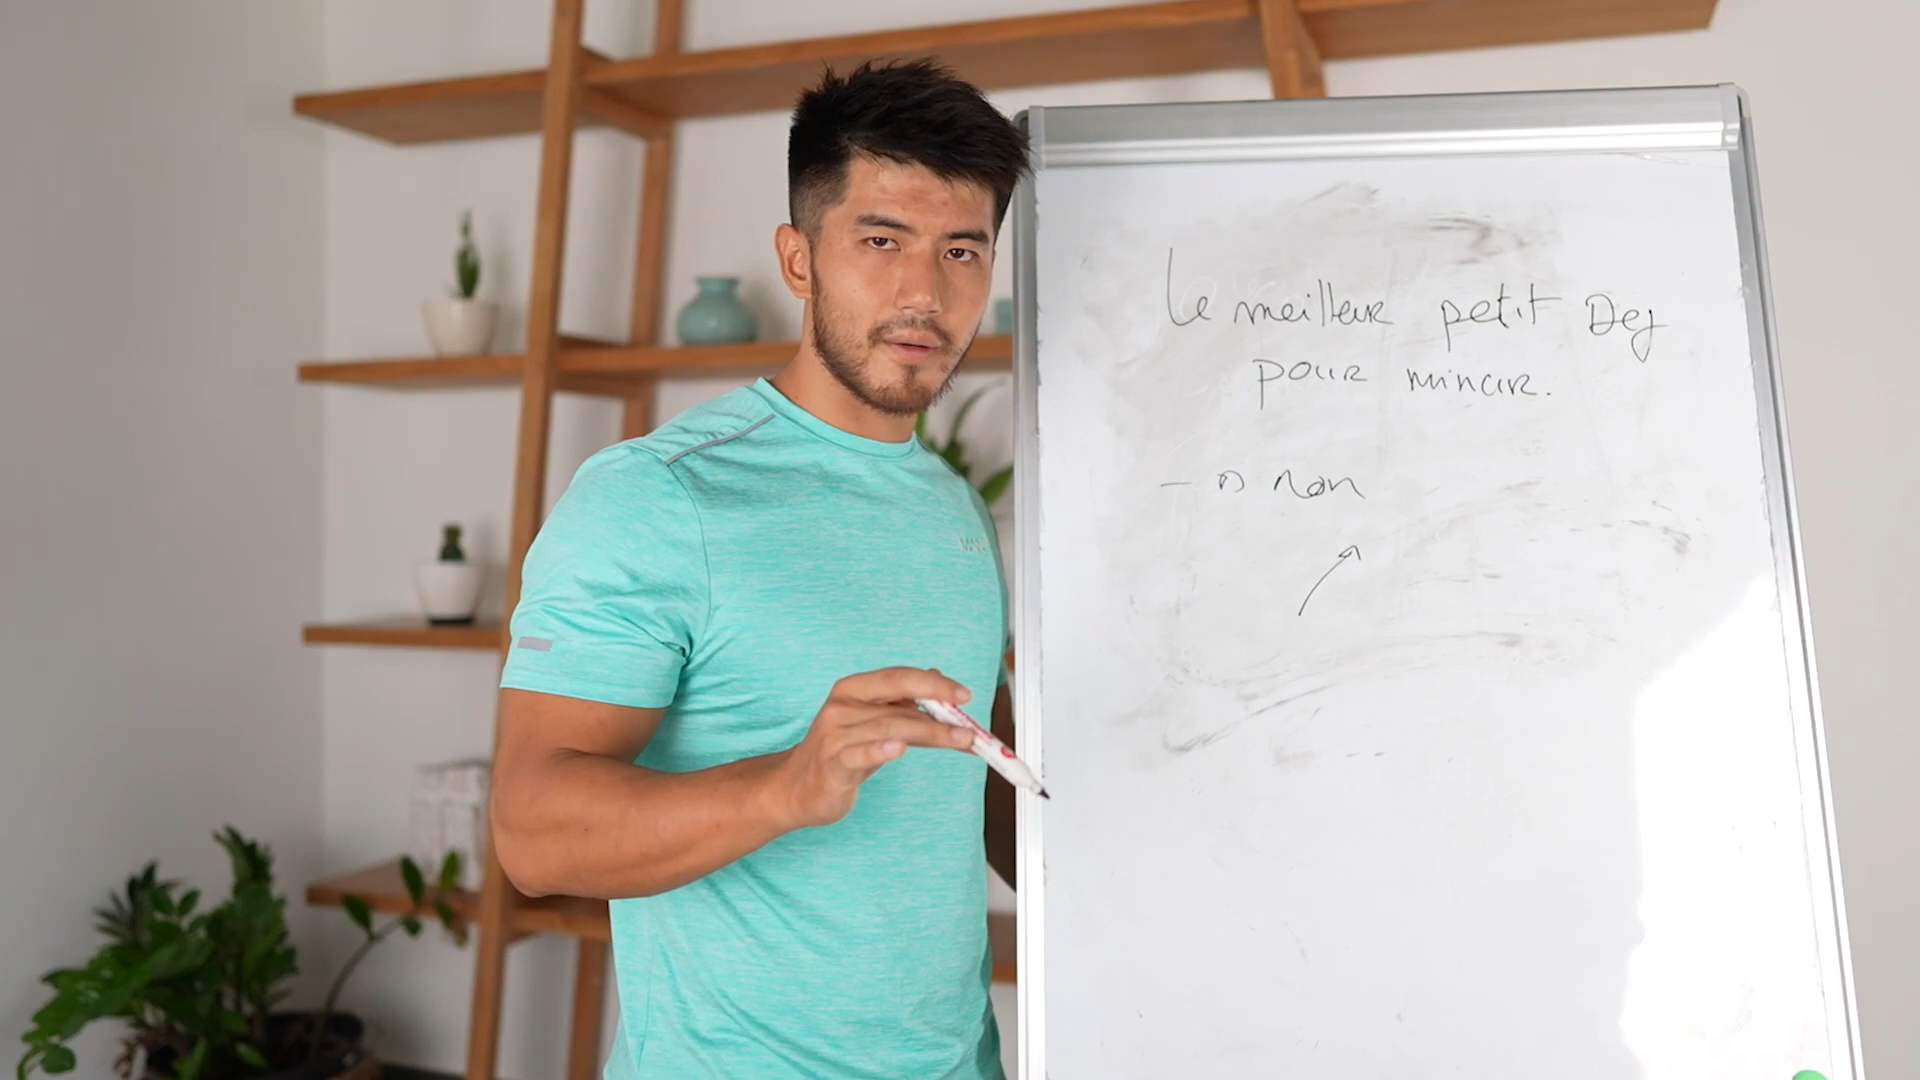 Le meilleur petit Dej
pour mincir.
→ non